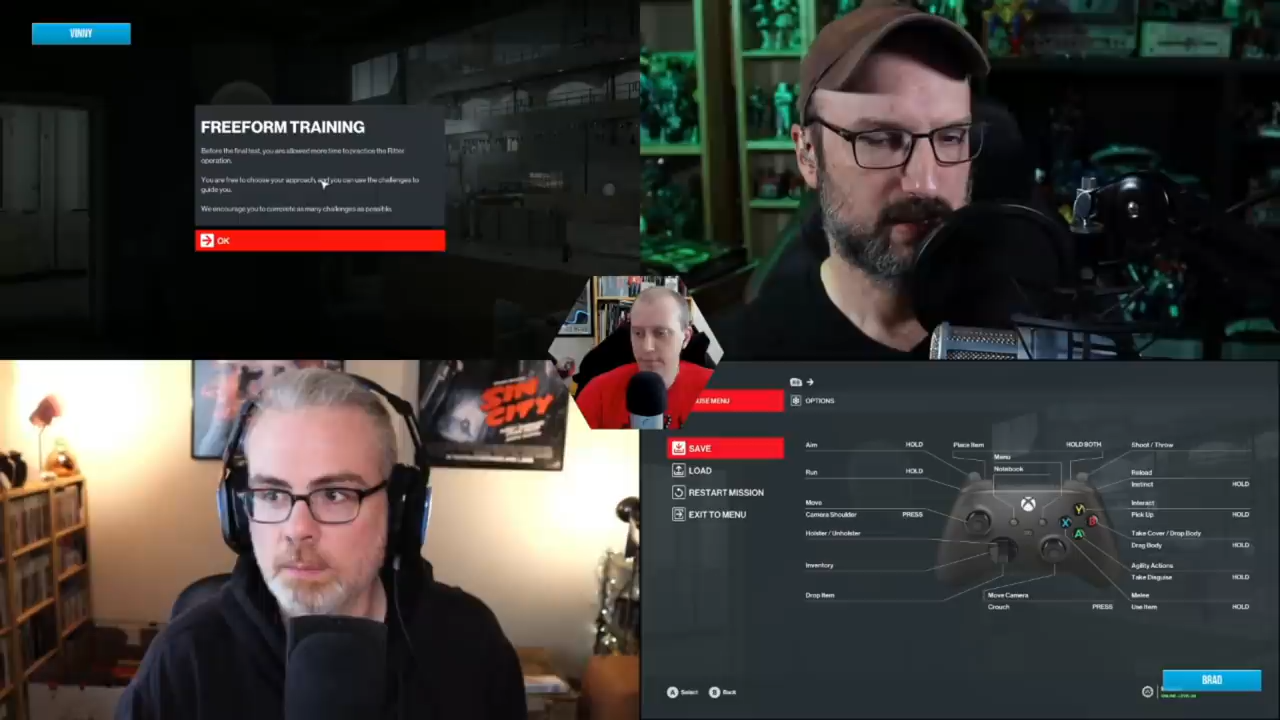 VINNY
FREEFORM TRAINING
Before the final test, you are allowed more time to practice the Ritter
operation.
You are free to choose your approach, and you can use the challenges to
guide you.
We encourage you to complete as many challenges as possible.
OK
SIN
CITY
MENU
OPTIONS
SAVE
LOAD
RESTART MISSION
EXIT TO MENU
Aim HOLD
Run HOLD
Move
Camera Shoulder PRESS
Holster / Unholster
Inventory
Drop Item
Place Item HOLD BOTH
Menu
Notebook
Y
X
B
A
Move Camera
Crouch PRESS
Shoot / Throw
Reload
Instinct HOLD
Interact
Pick Up HOLD
Take Cover / Drop Body
Drag Body HOLD
Agility Actions
Take Disguise HOLD
Melee
Use Item HOLD
A Select B Back
BRAD